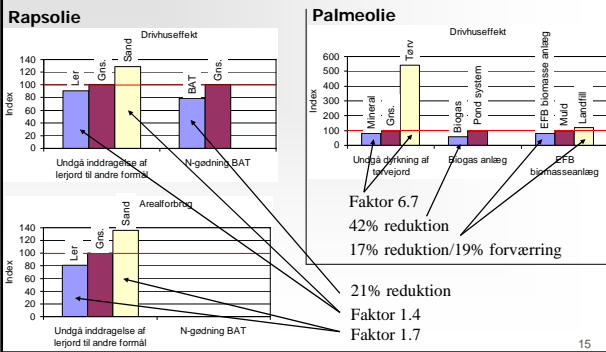 Rapsolie
Drivhuseffekt
Index
140
120
100
80
60
40
20
0
Ler
Gns.
Sand
BAT
Gns.
Undgå inddragelse af
lerjord til andre formål
N-gødning BAT
Arealforbrug
Index
140
120
100
80
60
40
20
0
Ler
Gns.
Sand
Undgå inddragelse af
lerjord til andre formål
N-gødning BAT
Palmeolie
Drivhuseffekt
Index
600
500
400
300
200
100
0
Mineral
Gns.
Tørv
Biogas
Pond system
EFB biomasse anlæg
Muld
Landfill
Undgå dyrkning af
tørvejord
Biogas anlæg
EFB
biomasseanlæg
Faktor 6.7
42% reduktion
17% reduktion/19% forværring
21% reduktion
Faktor 1.4
Faktor 1.7
15